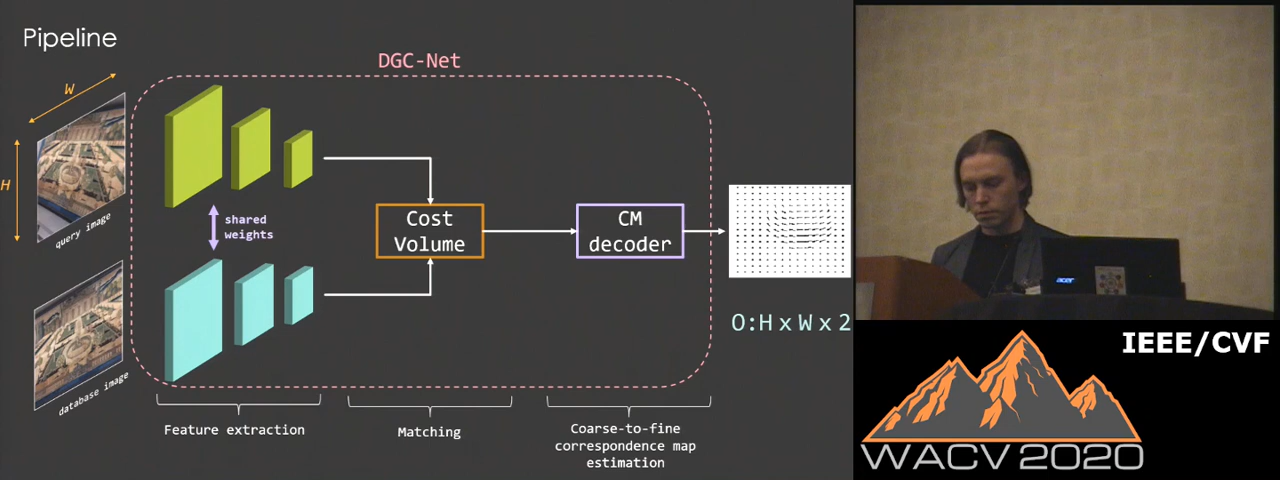 Pipeline
DGC-Net
W
H
query image
shared
weights
Cost
Volume
CM
decoder
O:H x W x 2
database image
Feature extraction
Matching
Coarse-to-fine
correspondence map
estimation
acer
IEEE/CVF
WACV 2020